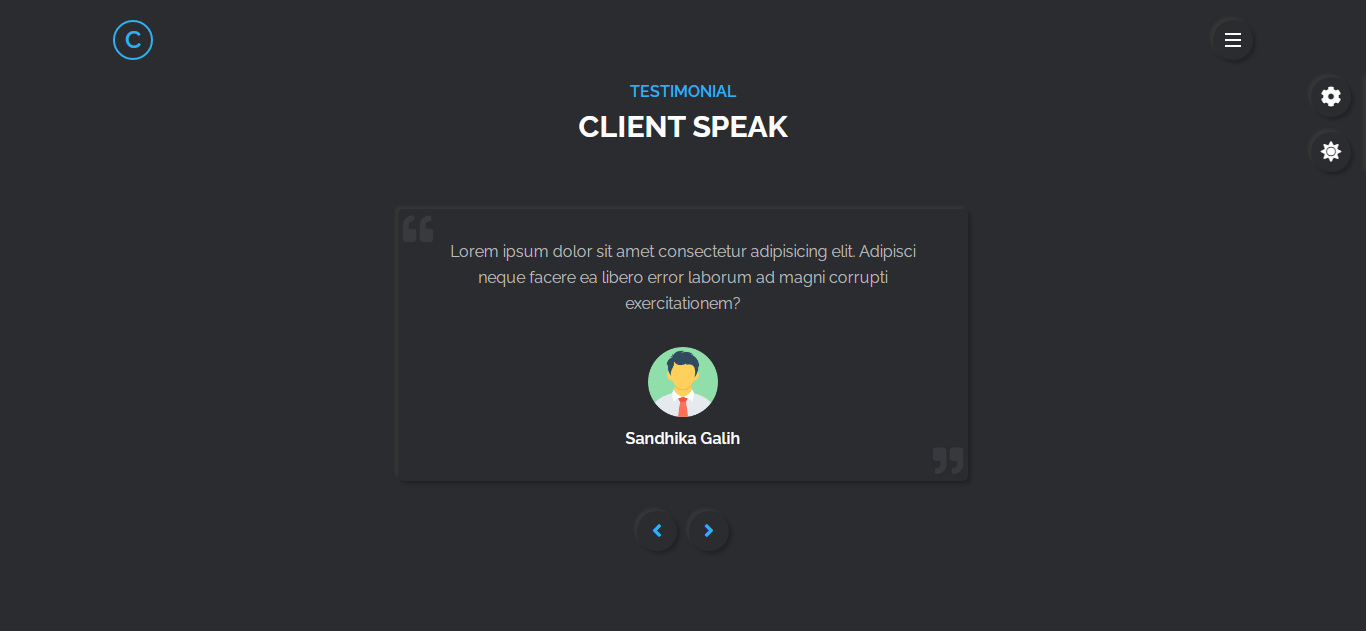 C
TESTIMONIAL
CLIENT SPEAK
Lorem ipsum dolor sit amet consectetur adipisicing elit. Adipisci
neque facere ea libero error laborum ad magni corrupti
exercitationem?
Sandhika Galih